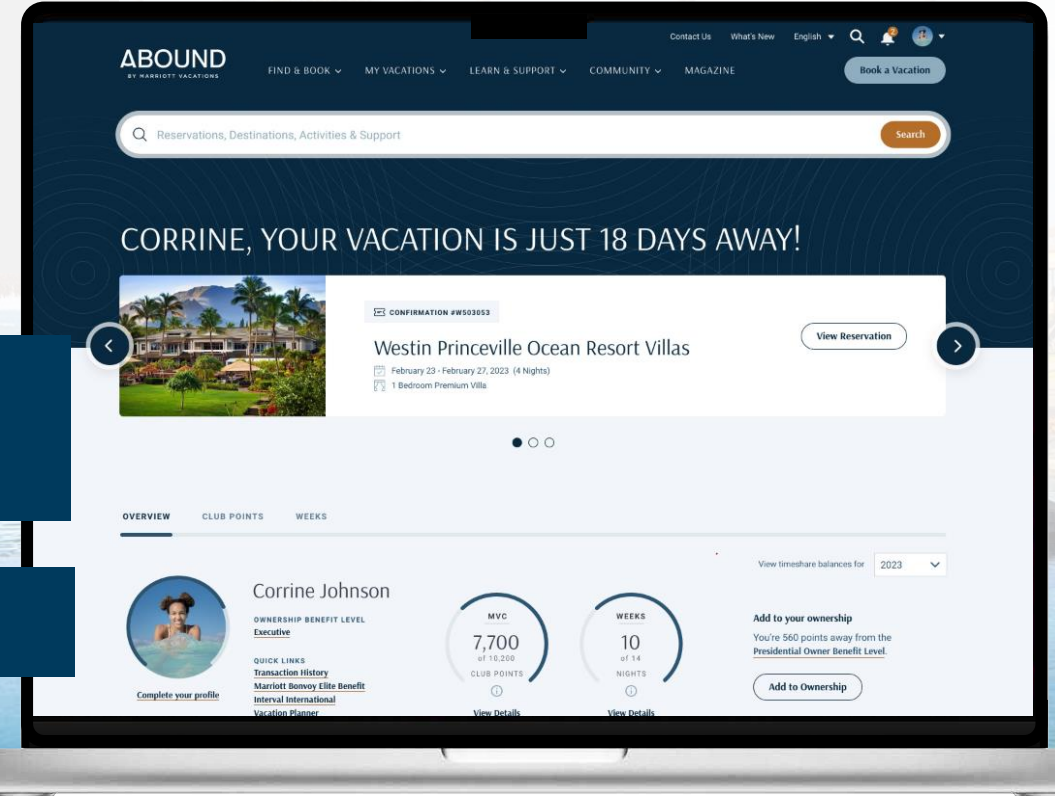 Contact Us What's New English 2
ABOUND
BY MARRIOTT VACATIONS
FIND & BOOK MY VACATIONS LEARN & SUPPORT COMMUNITY MAGAZINE
Book a Vacation
Reservations, Destinations, Activities & Support
Search
CORRINE, YOUR VACATION IS JUST 18 DAYS AWAY!
CONFIRMATION #W503053
Westin Princeville Ocean Resort Villas
February 23 - February 27, 2023 (4 Nights)
1 Bedroom Premium Villa
View Reservation
OVERVIEW CLUB POINTS WEEKS
View timeshare balances for 2023
Corrine Johnson
OWNERSHIP BENEFIT LEVEL
Executive
QUICK LINKS
Transaction History
Marriott Bonvoy Elite Benefit
Interval International
Vacation Planner
Complete your profile
MVC
7,700
of 10,200
CLUB POINTS
View Details
WEEKS
10
of 14
NIGHTS
View Details
Add to your ownership
You're 560 points away from the
Presidential Owner Benefit Level.
Add to Ownership